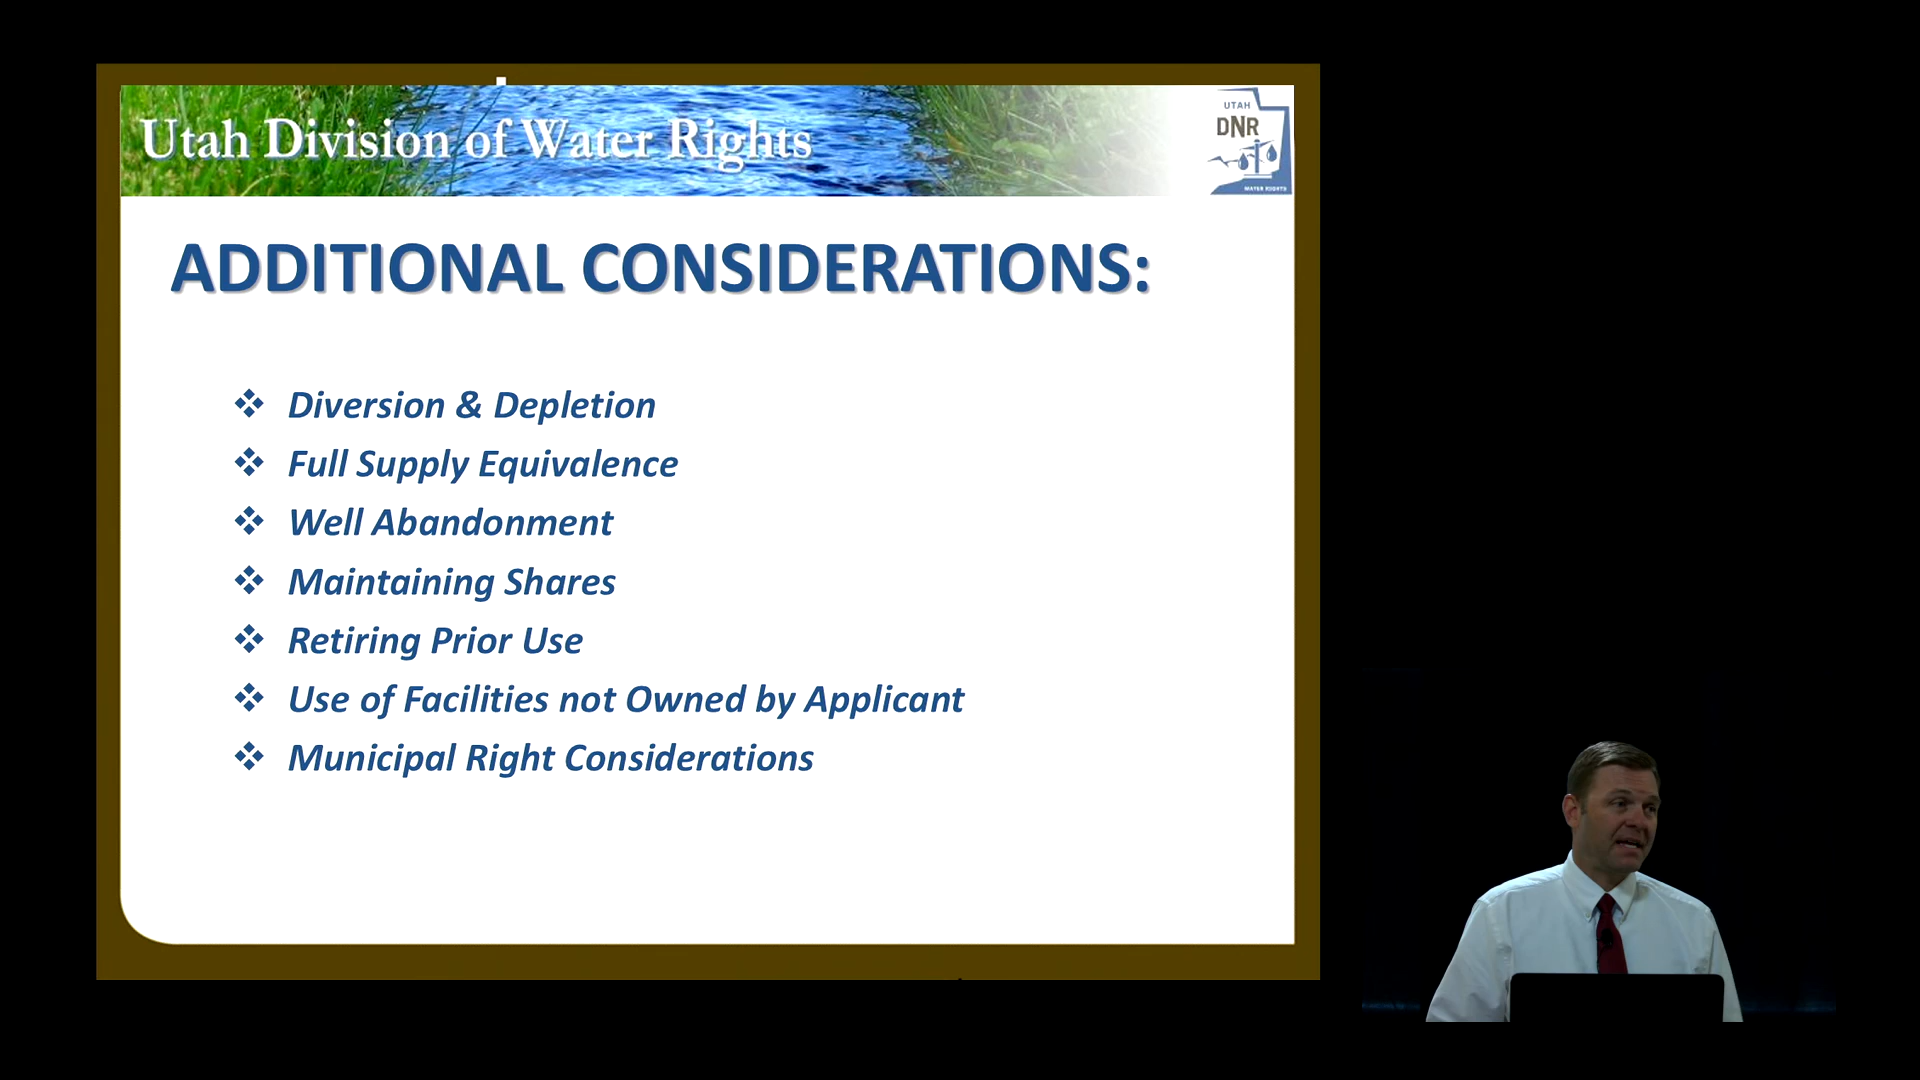 Utah Division of Water Rights
UTAH
DNR
WATER RIGHTS
ADDITIONAL CONSIDERATIONS:
Diversion & Depletion
Full Supply Equivalence
Well Abandonment
Maintaining Shares
Retiring Prior Use
Use of Facilities not Owned by Applicant
Municipal Right Considerations